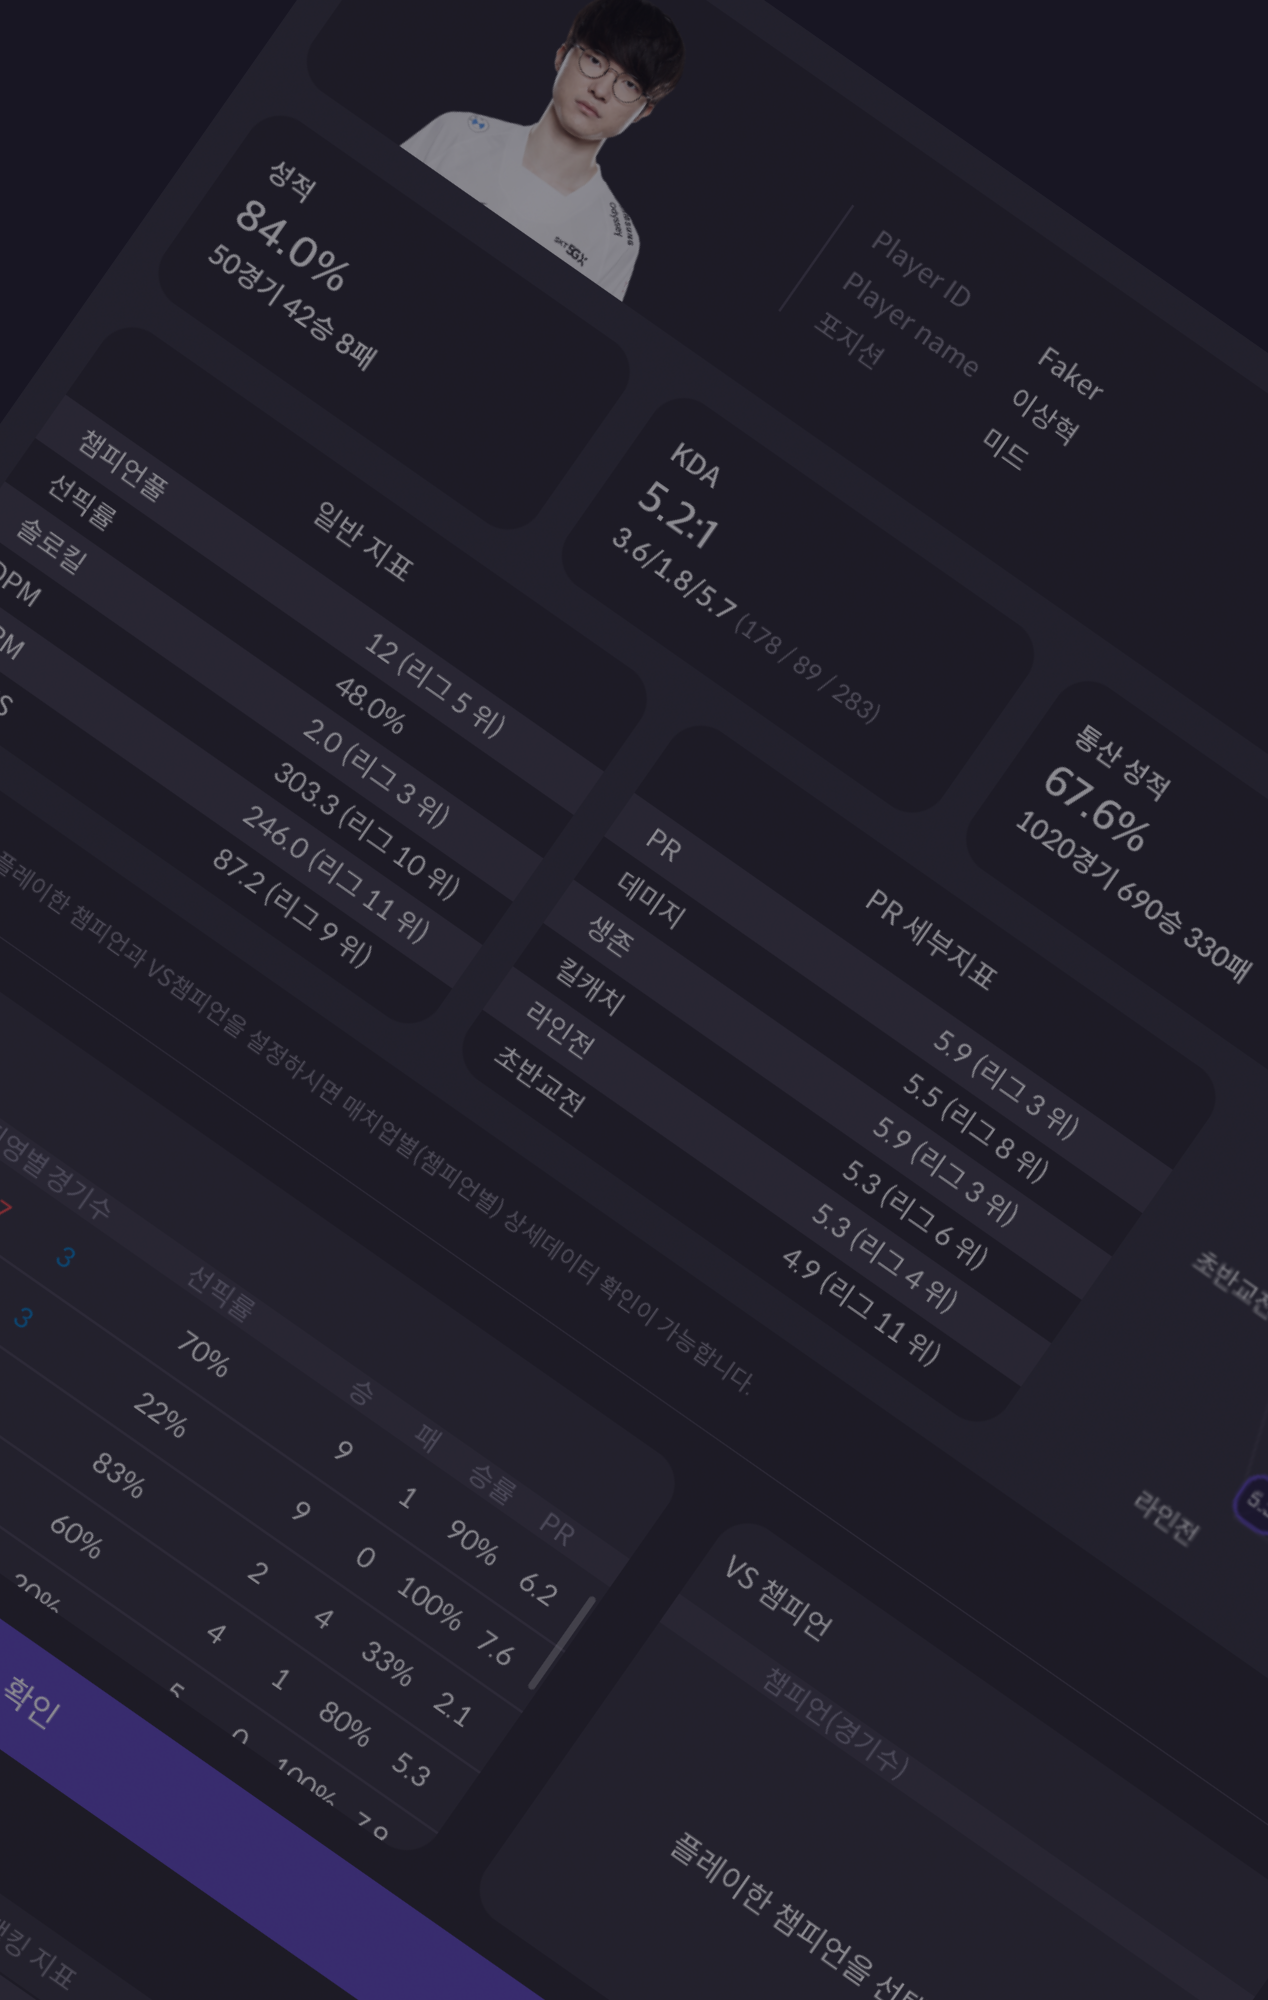 Player ID Faker
Player name 이상혁
포지션 미드
성적
84.0%
50경기 42승 8패
KDA
5.2:1
3.6/1.8/5.7 (178 / 89 / 283)
통산 성적
67.6%
1020경기 690승 330패
일반 지표
챔피언풀 12 (리그 5 위)
선픽률 48.0%
솔로킬 2.0 (리그 3 위)
303.3 (리그 10 위)
246.0 (리그 11 위)
87.2 (리그 9 위)
PR 세부지표
PR 5.9 (리그 3 위)
데미지 5.5 (리그 8 위)
생존 5.9 (리그 3 위)
킬캐치 5.3 (리그 6 위)
라인전 5.3 (리그 4 위)
초반교전 4.9 (리그 11 위)
초반교전
라인전
플레이한 챔피언과 VS챔피언을 설정하시면 매치업별(챔피언별) 상세데이터 확인이 가능합니다.
경기수 선픽률 승 패 승률 PR
7 3 70% 9 1 90% 6.2
3 22% 9 0 100% 7.6
83% 2 4 33% 2.1
60% 4 1 80% 5.3
5 0 100% 7.9
VS 챔피언
챔피언(경기수)
플레이한 챔피언을
확인
지표
SKT
Odyssey